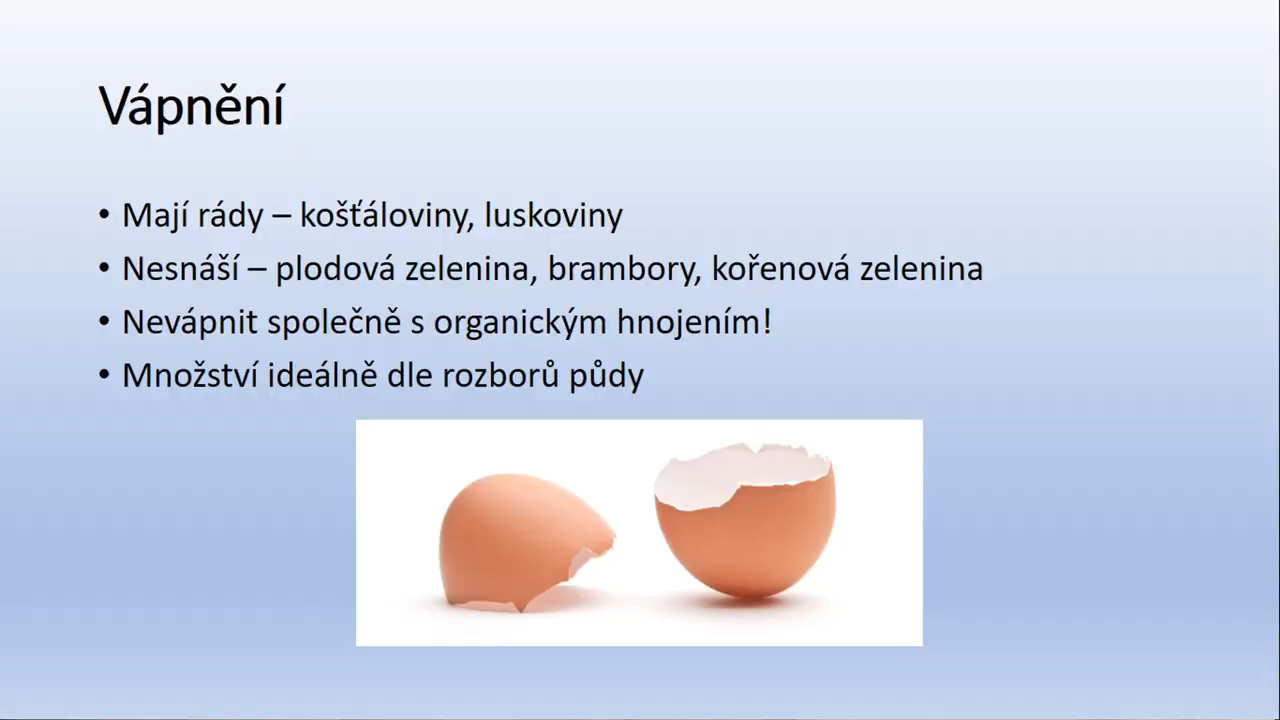 Vápnění
• Mají rády – košťáloviny, luskoviny
• Nesnáší – plodová zelenina, brambory, kořenová zelenina
• Nevápnit společně s organickým hnojením!
• Množství ideálně dle rozborů půdy